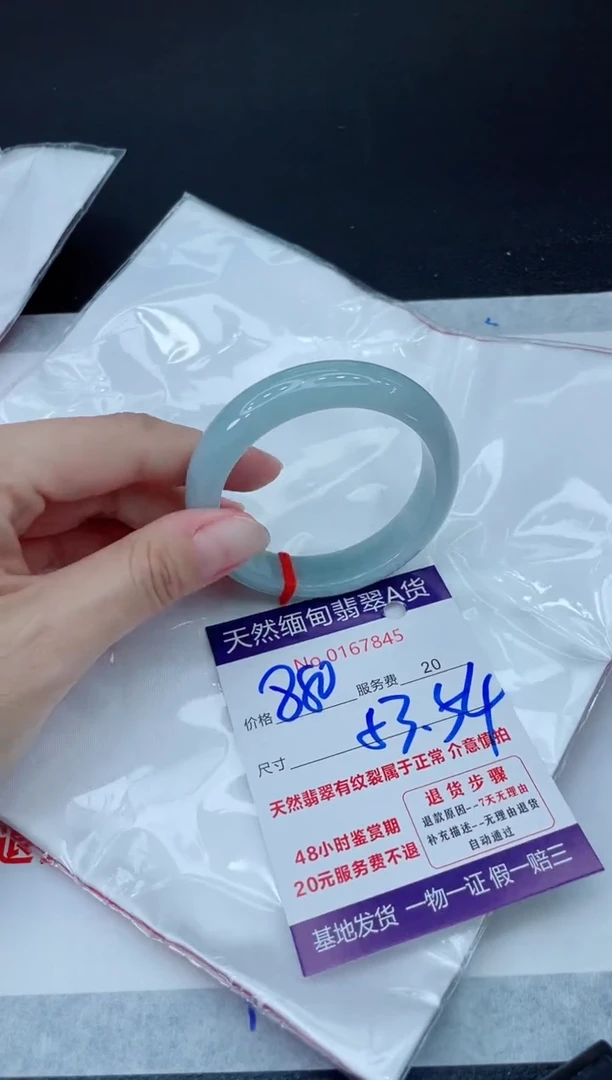 天然缅甸翡翠A货
No.0167845
价格 880 服务费 20
尺寸 53.54
天然翡翠有纹裂属于正常 介意慎拍
48小时鉴赏期
20元服务费不退
退货步骤
退款原因--7天无理由
补充描述--无理由退货
自动通过
基地发货 一物一证 假一赔三